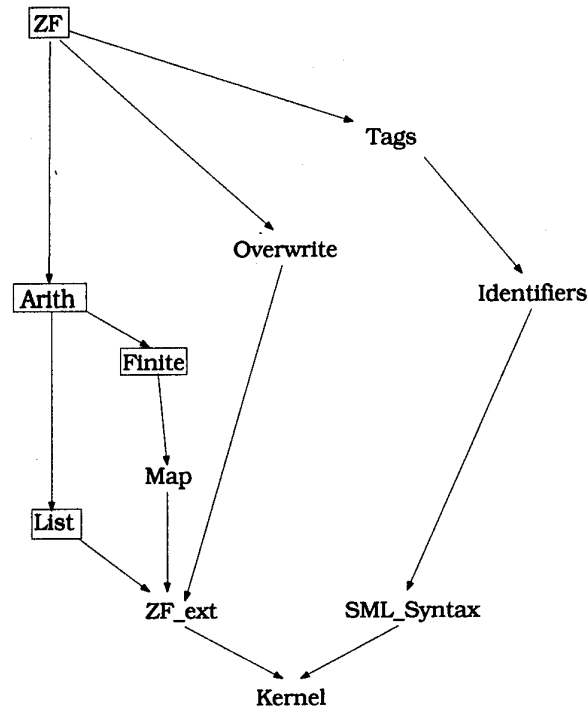 ZF
Tags
Overwrite
Identifiers
Arith
Finite
Map
List
ZF_ext
SML_Syntax
Kernel